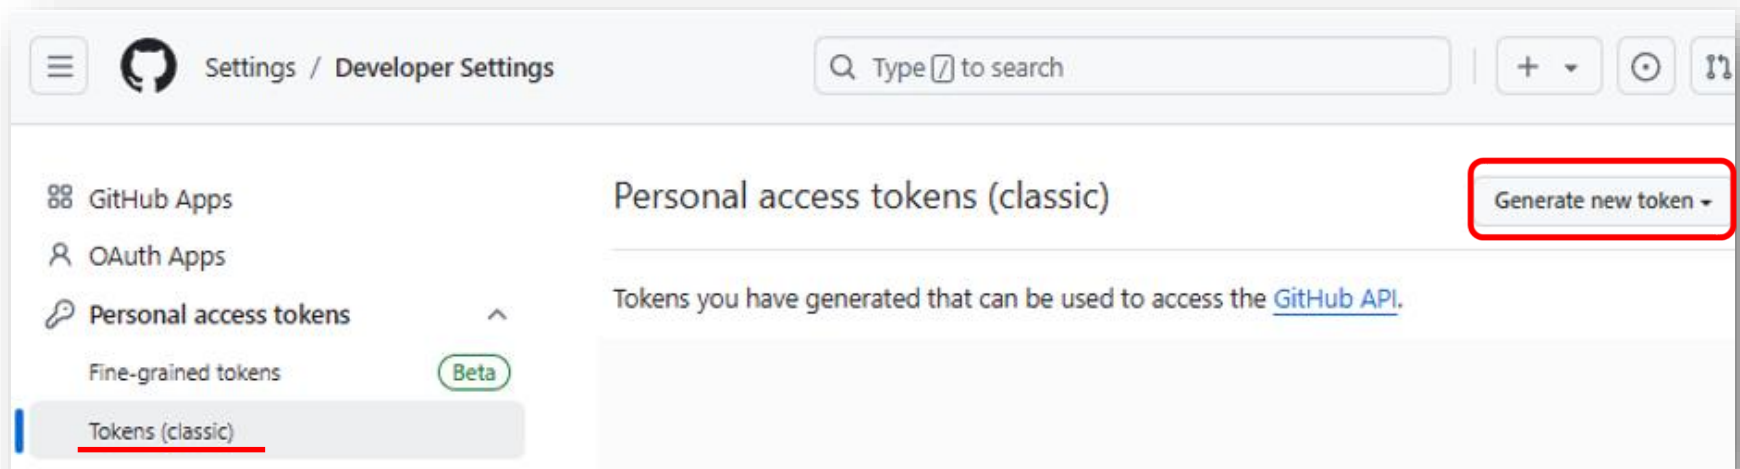 Settings / Developer Settings
Type / to search
GitHub Apps
OAuth Apps
Personal access tokens
Fine-grained tokens Beta
Tokens (classic)
Personal access tokens (classic)
Generate new token
Tokens you have generated that can be used to access the GitHub API.